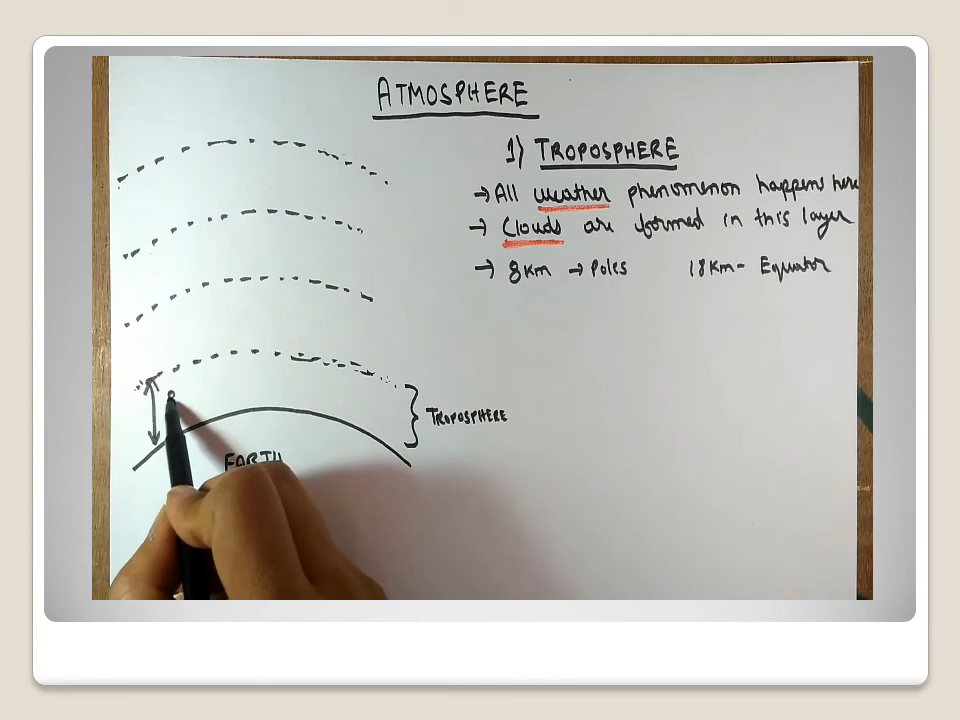 ATMOSPHERE
1) TROPOSPHERE
→ All weather phenomenon happens here
→ Clouds are formed in this layer
→ 8 Km → Poles 18 Km - Equator
TROPOSPHERE
EARTH